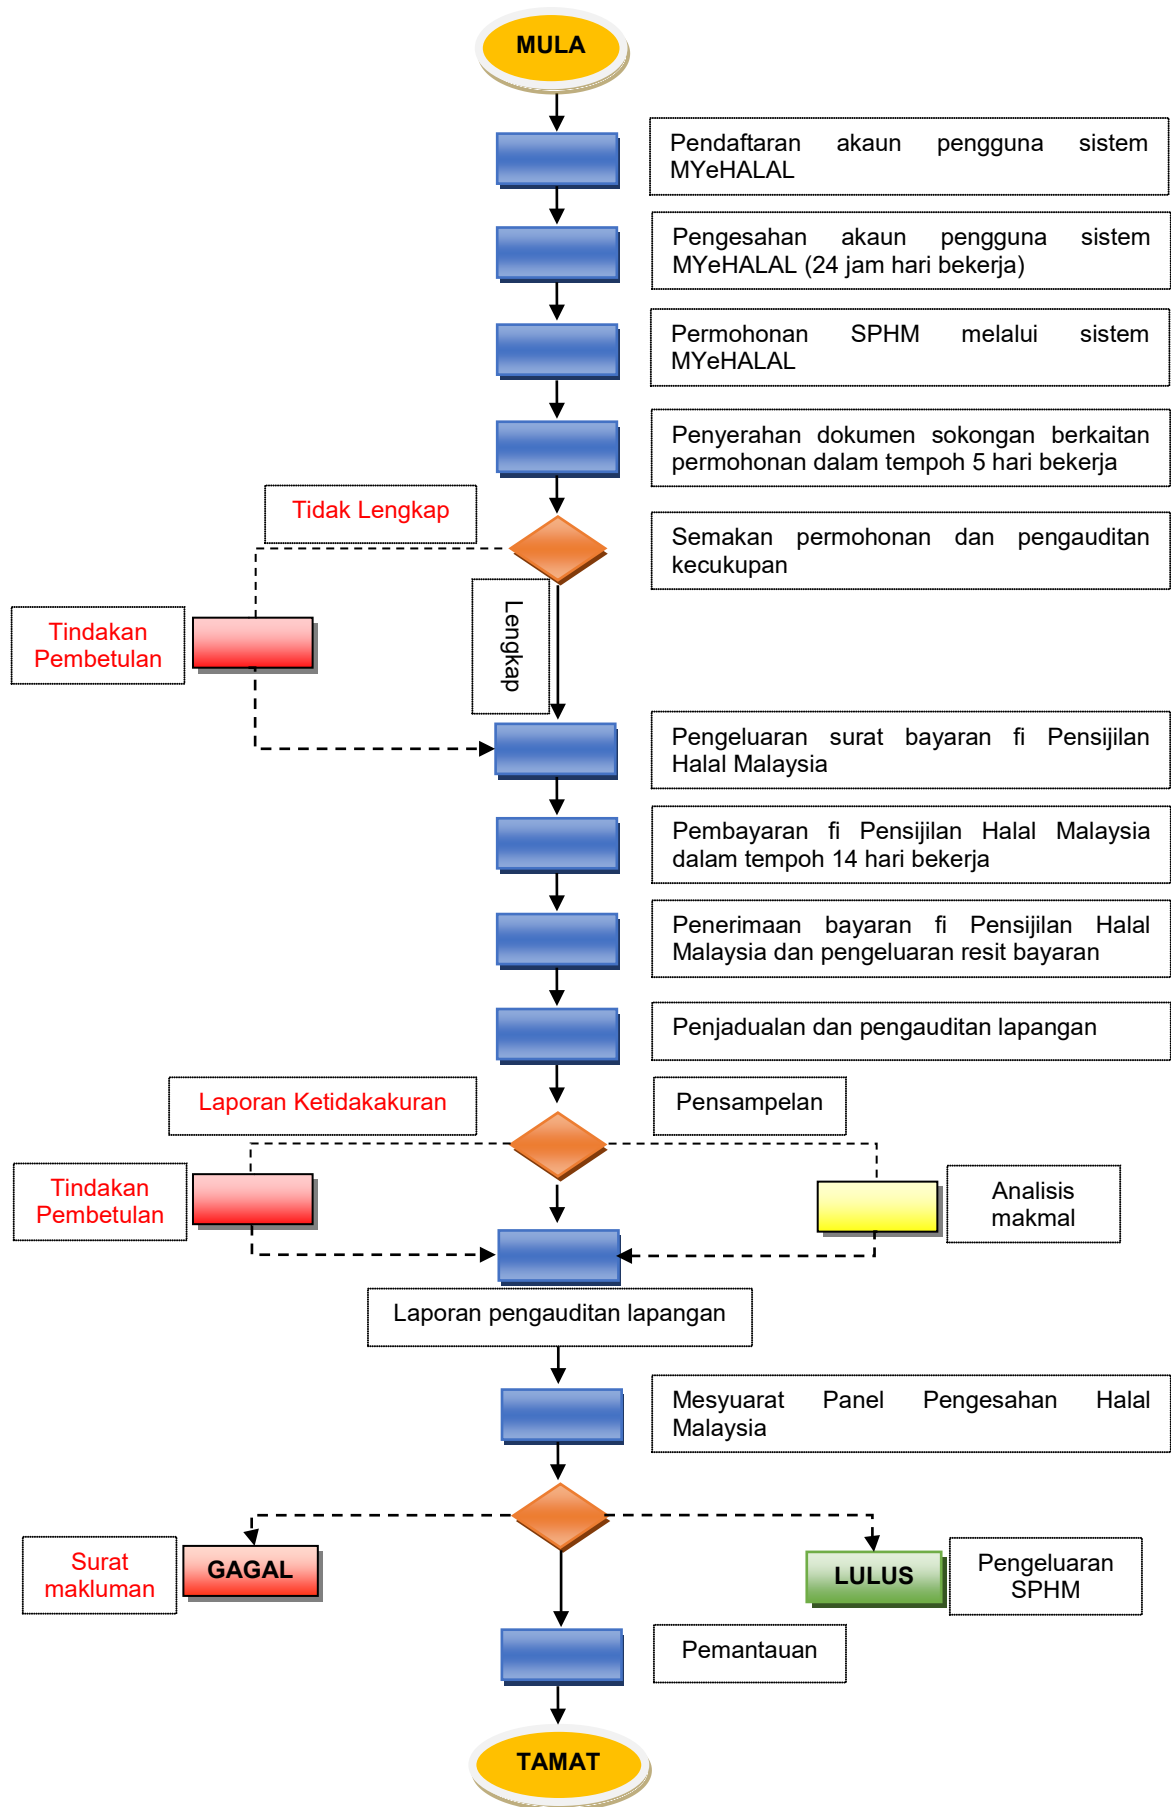 MULA
Pendaftaran akaun pengguna sistem
MYeHALAL
Pengesahan akaun pengguna sistem
MYeHALAL (24 jam hari bekerja)
Permohonan SPHM melalui sistem
MYeHALAL
Penyerahan dokumen sokongan berkaitan
permohonan dalam tempoh 5 hari bekerja
Tidak Lengkap
Semakan permohonan dan pengauditan
kecukupan
Lengkap
Tindakan
Pembetulan
Pengeluaran surat bayaran fi Pensijilan
Halal Malaysia
Pembayaran fi Pensijilan Halal Malaysia
dalam tempoh 14 hari bekerja
Penerimaan bayaran fi Pensijilan Halal
Malaysia dan pengeluaran resit bayaran
Penjadualan dan pengauditan lapangan
Laporan Ketidakakuran
Pensampelan
Tindakan
Pembetulan
Analisis
makmal
Laporan pengauditan lapangan
Mesyuarat Panel Pengesahan Halal
Malaysia
Surat
makluman
GAGAL
LULUS
Pengeluaran
SPHM
Pemantauan
TAMAT